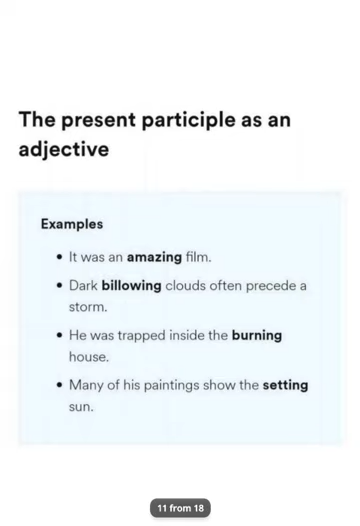 The present participle as an
adjective
Examples
• It was an amazing film.
• Dark billowing clouds often precede a
storm.
• He was trapped inside the burning
house.
• Many of his paintings show the setting
sun.
11 from 18